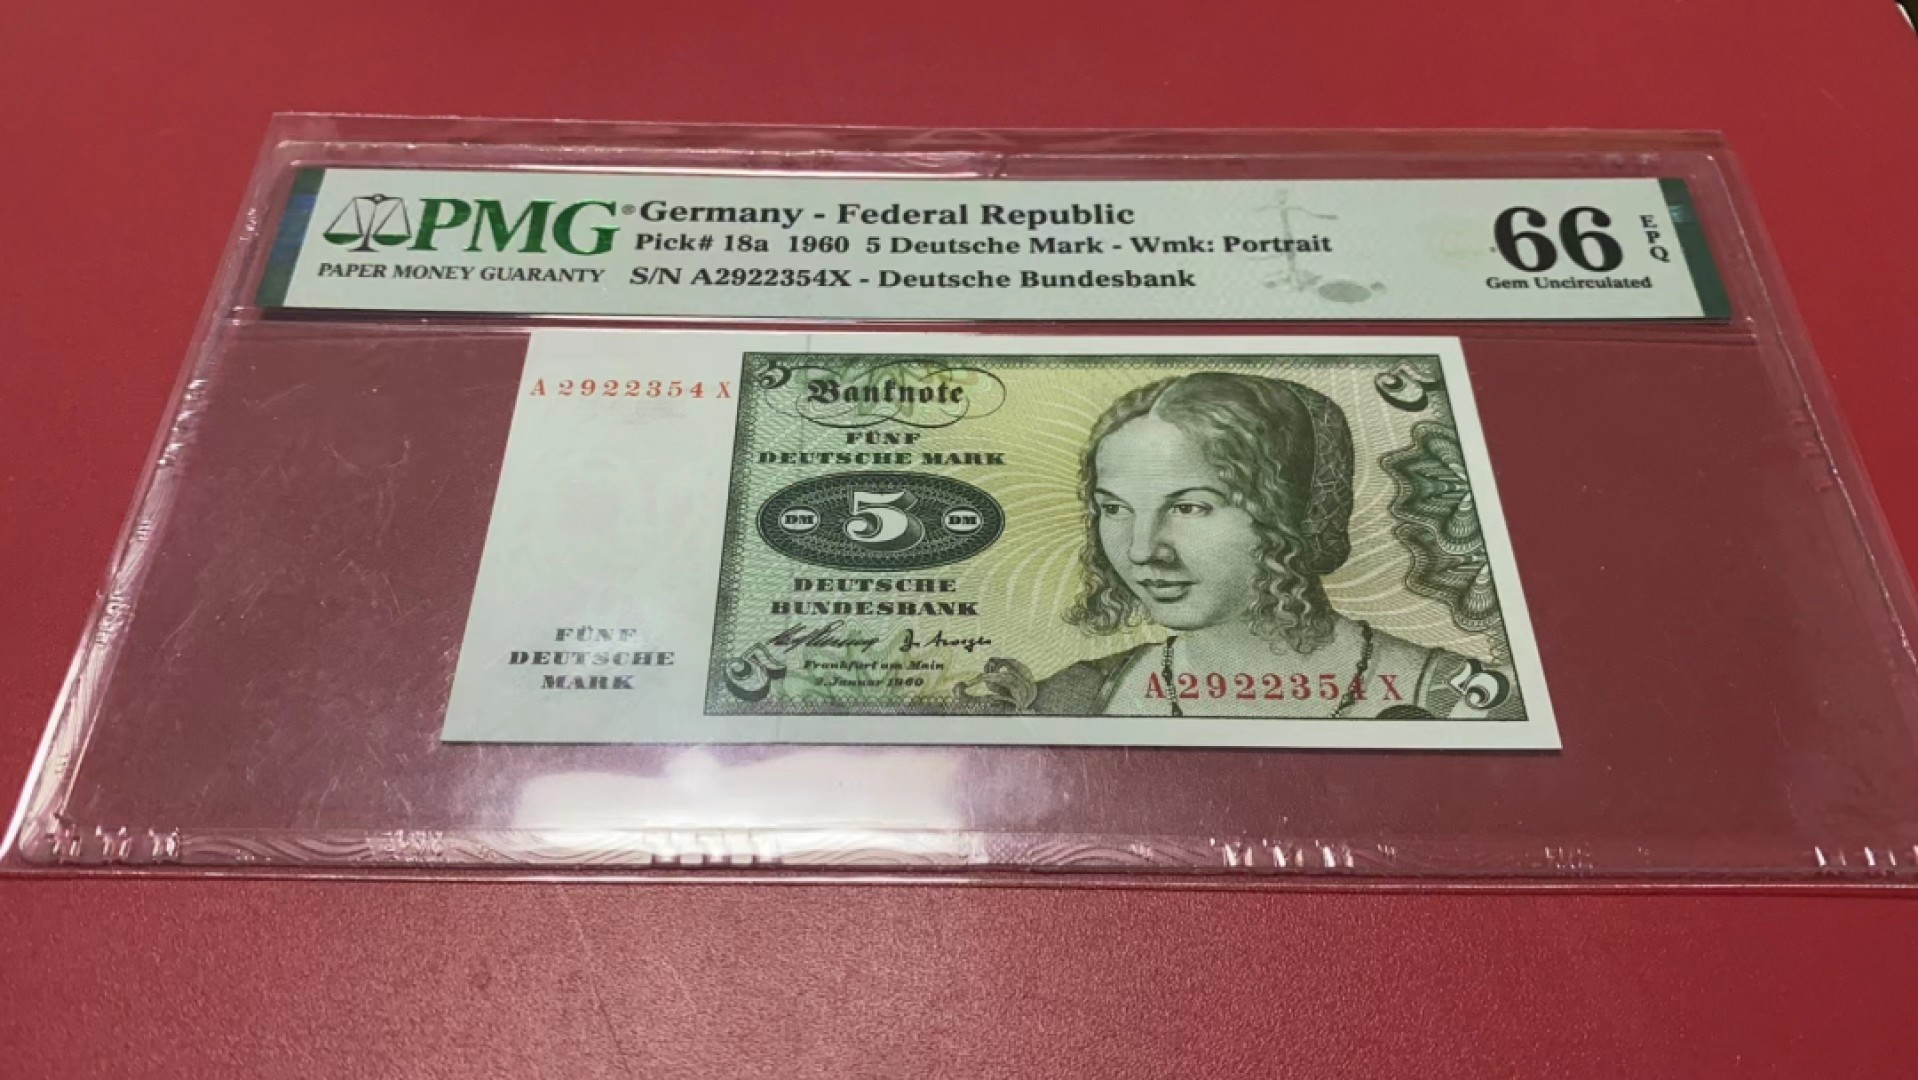 PMG®
PAPER MONEY GUARANTY
Germany - Federal Republic
Pick# 18a 1960 5 Deutsche Mark - Wmk: Portrait
S/N A2922354X - Deutsche Bundesbank
66
EPQ
Gem Uncirculated
A2922354X
5
Banknote
5
FÜNF
DEUTSCHE MARK
DM 5 DM
DEUTSCHE
BUNDESBANK
Frankfurt am Main
2. Januar 1960
FÜNF
DEUTSCHE
MARK
5
A2922354X
5